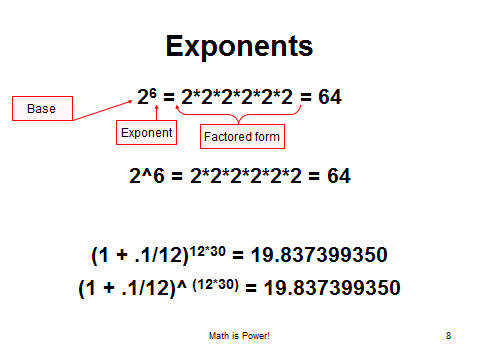 Exponents
2⁶ = 2*2*2*2*2*2 = 64
Base
Exponent
Factored form
2^6 = 2*2*2*2*2*2 = 64
(1 + .1/12)¹²*³⁰ = 19.837399350
(1 + .1/12)^ (12*30) = 19.837399350
Math is Power!
8